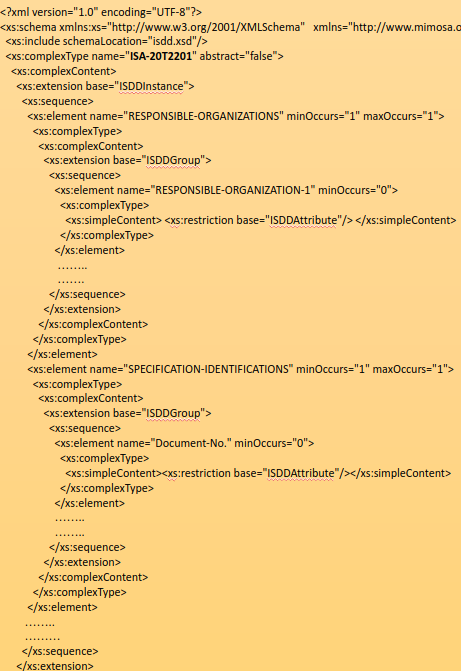 <?xml version="1.0" encoding="UTF-8"?>
<xs:schema xmlns:xs="http://www.w3.org/2001/XMLSchema" xmlns="http://www.mimosa.o
<xs:include schemaLocation="isdd.xsd"/>
<xs:complexType name="ISA-20T2201" abstract="false">
<xs:complexContent>
<xs:extension base="ISDDInstance">
<xs:sequence>
<xs:element name="RESPONSIBLE-ORGANIZATIONS" minOccurs="1" maxOccurs="1">
<xs:complexType>
<xs:complexContent>
<xs:extension base="ISDDGroup">
<xs:sequence>
<xs:element name="RESPONSIBLE-ORGANIZATION-1" minOccurs="0">
<xs:complexType>
<xs:simpleContent> <xs:restriction base="ISDDAttribute"/> </xs:simpleContent>
</xs:complexType>
</xs:element>
……..
…….
</xs:sequence>
</xs:extension>
</xs:complexContent>
</xs:complexType>
</xs:element>
<xs:element name="SPECIFICATION-IDENTIFICATIONS" minOccurs="1" maxOccurs="1">
<xs:complexType>
<xs:complexContent>
<xs:extension base="ISDDGroup">
<xs:sequence>
<xs:element name="Document-No." minOccurs="0">
<xs:complexType>
<xs:simpleContent><xs:restriction base="ISDDAttribute"/></xs:simpleContent>
</xs:complexType>
</xs:element>
……..
……..
</xs:sequence>
</xs:extension>
</xs:complexContent>
</xs:complexType>
</xs:element>
……..
………
</xs:sequence>
</xs:extension>